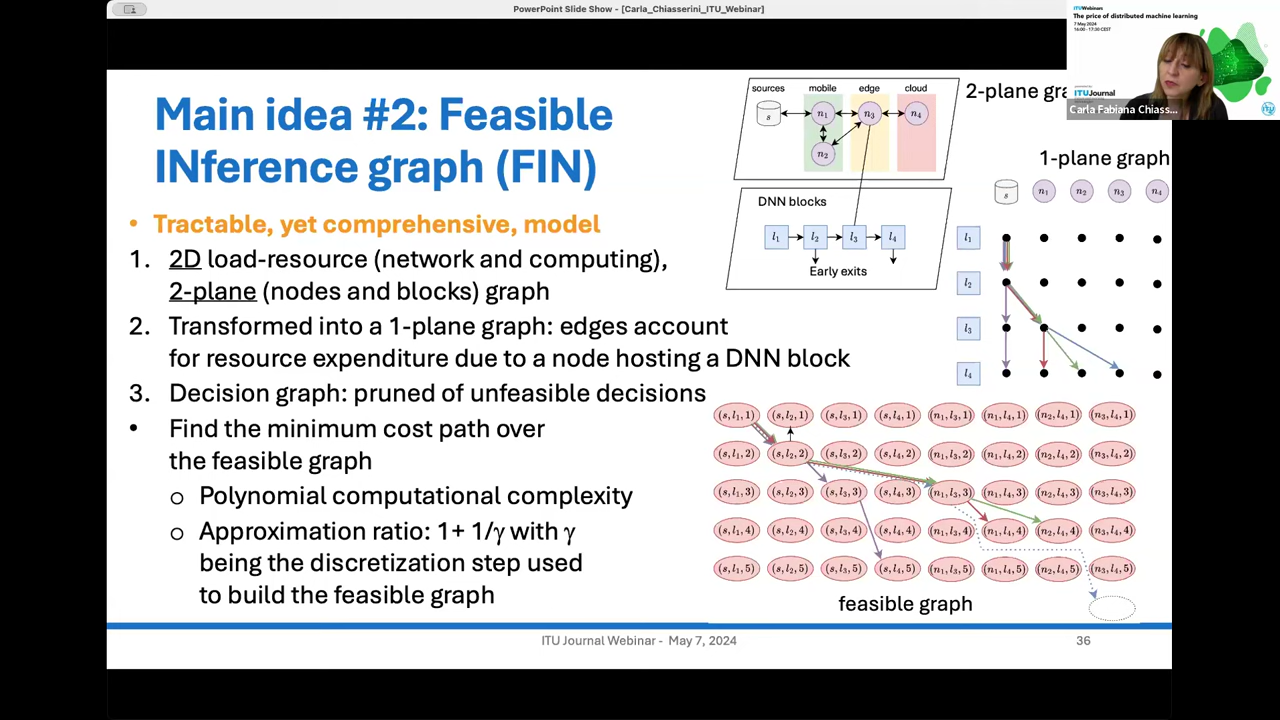 PowerPoint Slide Show - [Carla_Chiasserini_ITU_Webinar]
ITUWebinars
The price of distributed machine learning
7 May 2024
ITUJournal
Carla Fabiana Chiass...
Main idea #2: Feasible
INference graph (FIN)
• Tractable, yet comprehensive, model
1. 2D load-resource (network and computing),
2-plane (nodes and blocks) graph
2. Transformed into a 1-plane graph: edges account
for resource expenditure due to a node hosting a DNN block
3. Decision graph: pruned of unfeasible decisions
• Find the minimum cost path over
the feasible graph
o Polynomial computational complexity
o Approximation ratio: 1+ 1/γ with γ
being the discretization step used
to build the feasible graph
sources mobile edge cloud
s n₁ n₃ n₄
n₂
2-plane gra
DNN blocks
l₁ l₂ l₃ l₄
Early exits
1-plane graph
s n₁ n₂ n₃ n₄
l₁
l₂
l₃
l₄
(s, l₁, 1) (s, l₂, 1) (s, l₃, 1) (s, l₄, 1) (n₁, l₃, 1) (n₁, l₄, 1) (n₂, l₄, 1) (n₃, l₄, 1)
(s, l₁, 2) (s, l₂, 2) (s, l₃, 2) (s, l₄, 2) (n₁, l₃, 2) (n₁, l₄, 2) (n₂, l₄, 2) (n₃, l₄, 2)
(s, l₁, 3) (s, l₂, 3) (s, l₃, 3) (s, l₄, 3) (n₁, l₃, 3) (n₁, l₄, 3) (n₂, l₄, 3) (n₃, l₄, 3)
(s, l₁, 4) (s, l₂, 4) (s, l₃, 4) (s, l₄, 4) (n₁, l₃, 4) (n₁, l₄, 4) (n₂, l₄, 4) (n₃, l₄, 4)
(s, l₁, 5) (s, l₂, 5) (s, l₃, 5) (s, l₄, 5) (n₁, l₃, 5) (n₁, l₄, 5) (n₂, l₄, 5) (n₃, l₄, 5)
feasible graph
ITU Journal Webinar - May 7, 2024
36